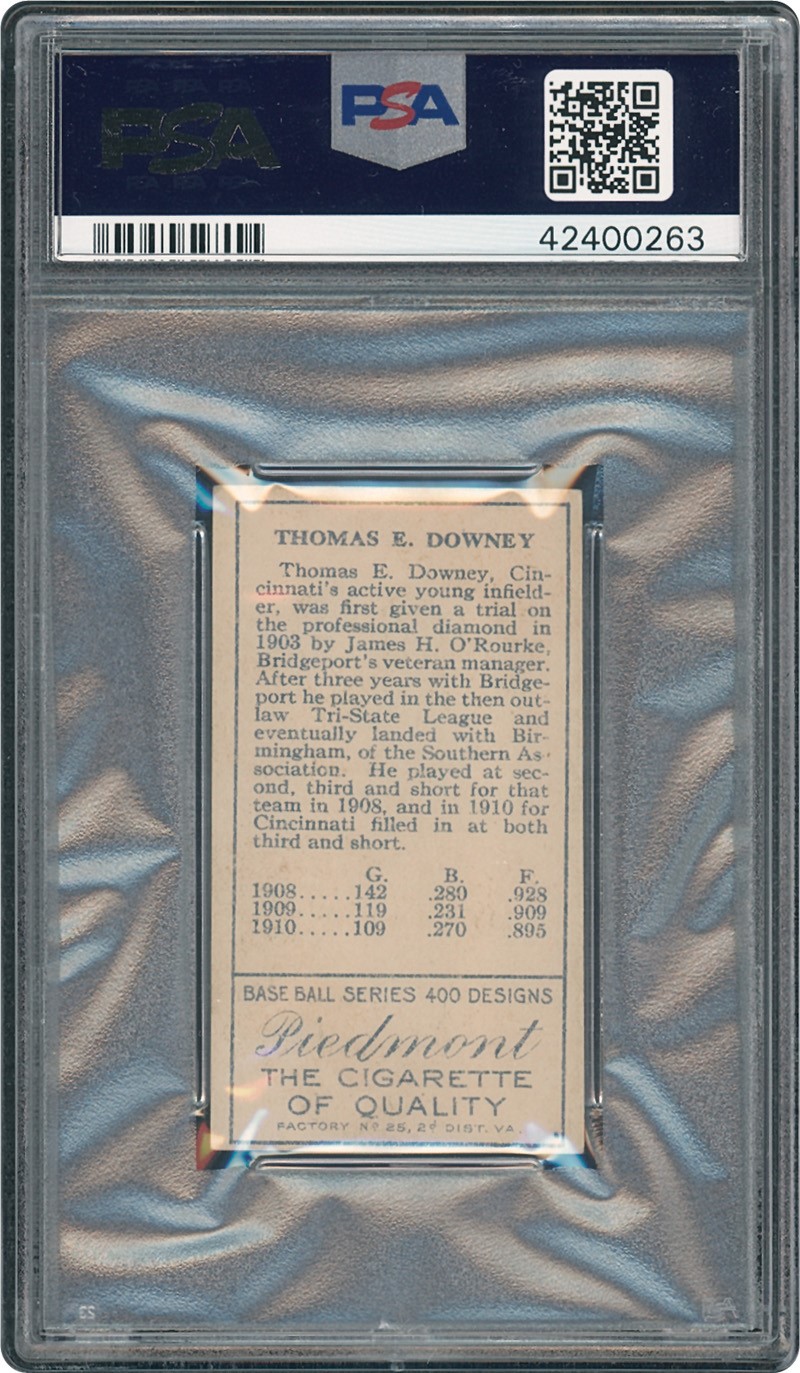 PSA
PSA
42400263
THOMAS E. DOWNEY
Thomas E. Downey, Cin-
cinnati's active young infield-
er, was first given a trial on
the professional diamond in
1903 by James H. O'Rourke,
Bridgeport's veteran manager.
After three years with Bridge-
port he played in the then out-
law Tri-State League and
eventually landed with Bir-
mingham, of the Southern As-
sociation. He played at sec-
ond, third and short for that
team in 1908, and in 1910 for
Cincinnati filled in at both
third and short.
G. B. F.
1908.....142 .280 .928
1909.....119 .231 .909
1910.....109 .270 .895
BASE BALL SERIES 400 DESIGNS
Piedmont
THE CIGARETTE
OF QUALITY
FACTORY Nº 25, 2ᵈ DIST. VA.
23